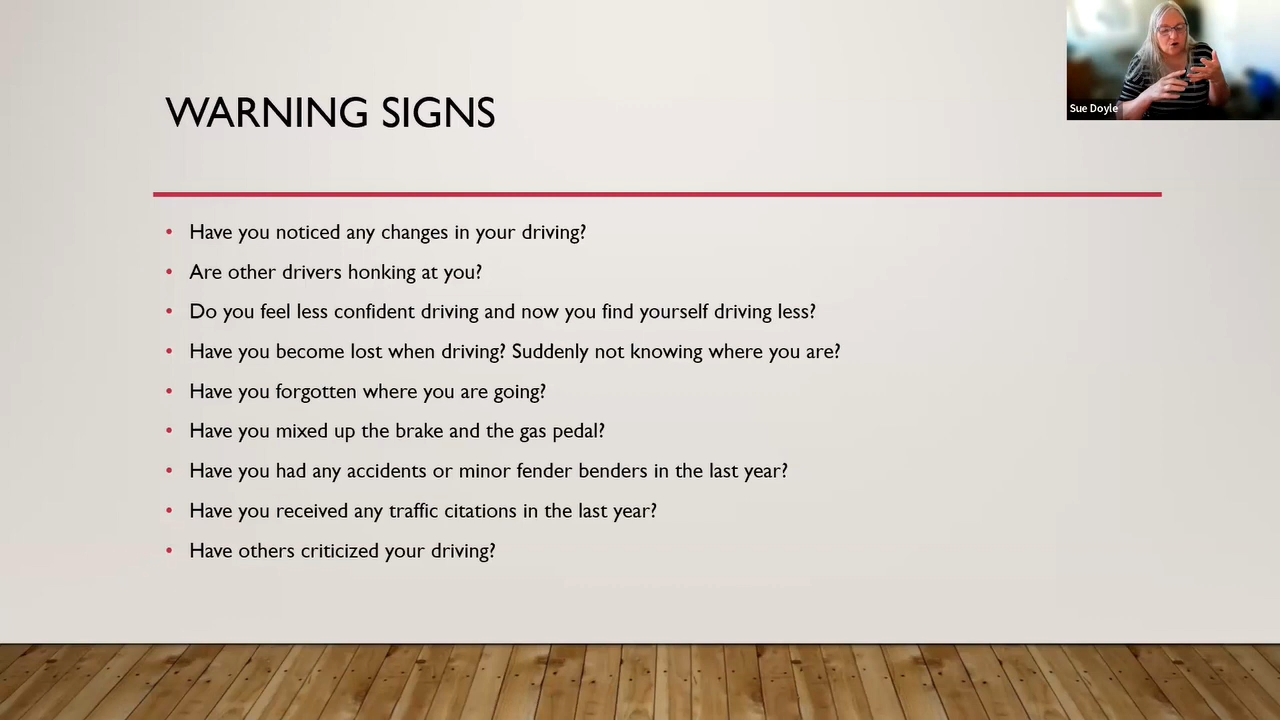 Sue Doyle
WARNING SIGNS
• Have you noticed any changes in your driving?
• Are other drivers honking at you?
• Do you feel less confident driving and now you find yourself driving less?
• Have you become lost when driving? Suddenly not knowing where you are?
• Have you forgotten where you are going?
• Have you mixed up the brake and the gas pedal?
• Have you had any accidents or minor fender benders in the last year?
• Have you received any traffic citations in the last year?
• Have others criticized your driving?